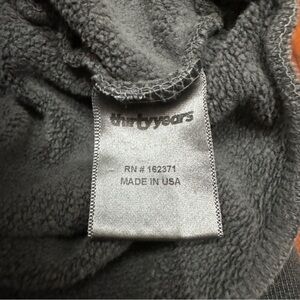 thirtyyears
RN # 162371
MADE IN USA